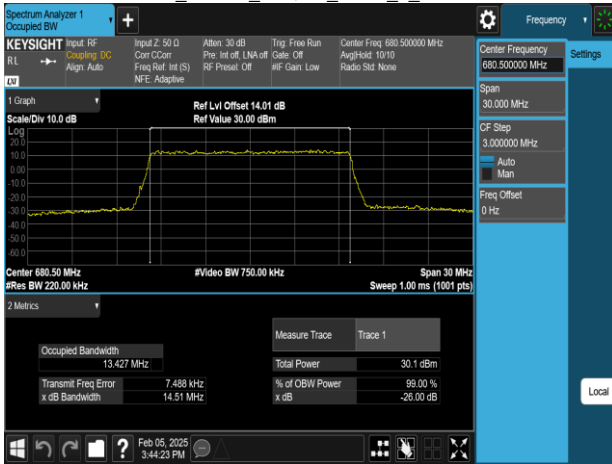 Spectrum Analyzer 1
Occupied BW
Frequency
KEYSIGHT
RL
LXI
Input: RF
Coupling: DC
Align: Auto
Input Z: 50 Ω
Corr CCorr
Freq Ref: Int (S)
NFE: Adaptive
Atten: 30 dB
Pre: Int off, LNA off
RF Presel: Off
Trig: Free Run
Gate: Off
#IF Gain: Low
Center Freq: 680.500000 MHz
Avg|Hold: 10/10
Radio Std: None
Center Frequency
680.500000 MHz
Settings
Span
30.000 MHz
CF Step
3.000000 MHz
Auto
Man
Freq Offset
0 Hz
Local
1 Graph
Scale/Div 10.0 dB
Ref Lvl Offset 14.01 dB
Ref Value 30.00 dBm
Log
20.0
10.0
0.00
-10.0
-20.0
-30.0
-40.0
-50.0
-60.0
Center 680.50 MHz
#Video BW 750.00 kHz
Span 30 MHz
#Res BW 220.00 kHz
Sweep 1.00 ms (1001 pts)
2 Metrics
Measure Trace Trace 1
Occupied Bandwidth
13.427 MHz
Total Power 30.1 dBm
Transmit Freq Error 7.488 kHz
% of OBW Power 99.00 %
x dB Bandwidth 14.51 MHz
x dB -26.00 dB
Feb 05, 2025
3:44:23 PM